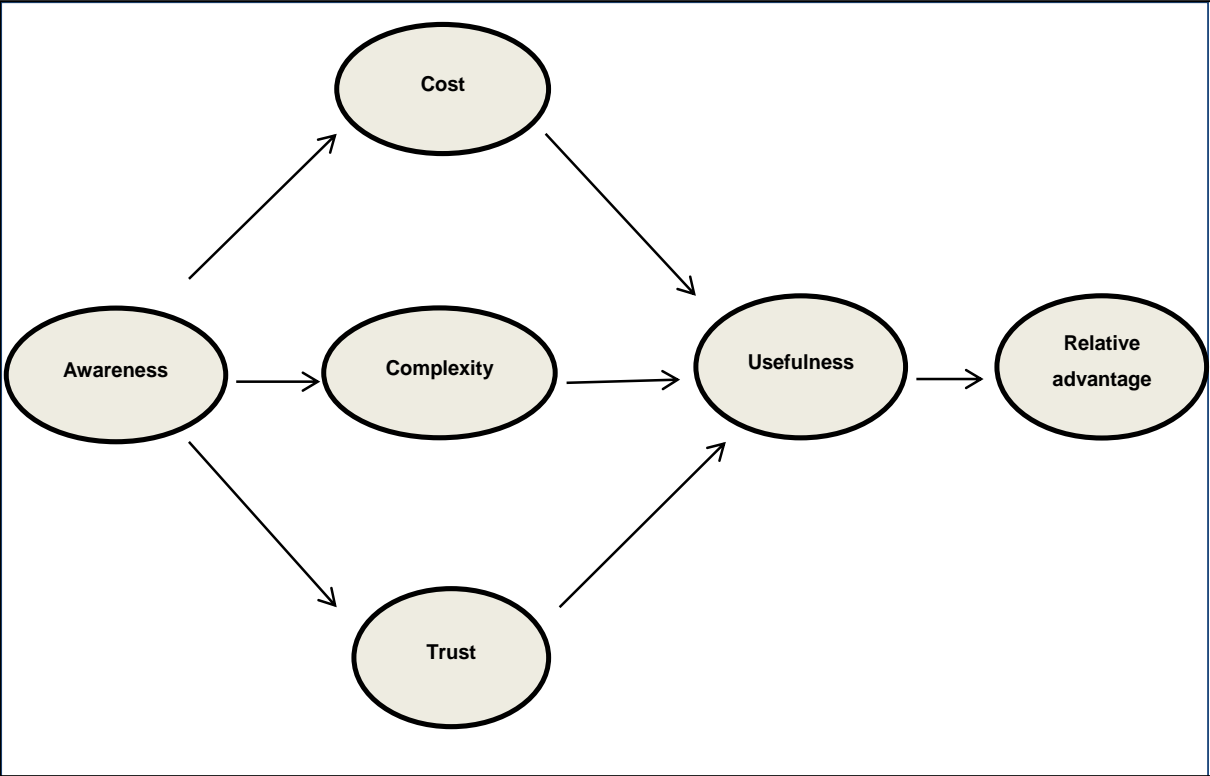 Cost
Awareness
Complexity
Usefulness
Relative
advantage
Trust